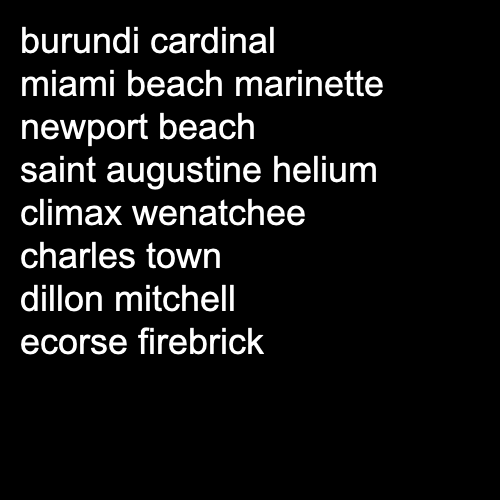 burundi cardinal
miami beach marinette
newport beach
saint augustine helium
climax wenatchee
charles town
dillon mitchell
ecorse firebrick